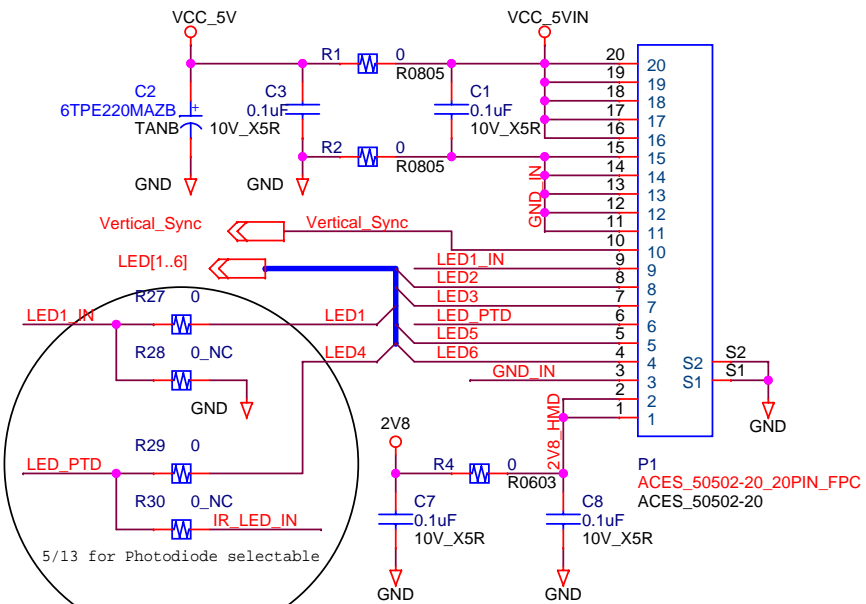 VCC_5V
VCC_5VIN
R1 0
R0805
C2
6TPE220MAZB
+
TANB
C3
0.1uF
10V_X5R
C1
0.1uF
10V_X5R
R2 0
R0805
GND
GND
GND_IN
20 20
19 19
18 18
17 17
16 16
15 15
14 14
13 13
12 12
11 11
10 10
9 9
8 8
7 7
6 6
5 5
4 4
3 3
2 2
1 1
Vertical_Sync
Vertical_Sync
LED[1..6]
LED1_IN
LED2
LED3
LED_PTD
LED5
LED6
GND_IN
S2 S2
S1 S1
GND
R27 0
LED1_IN
LED1
R28 0_NC
LED4
GND
R29 0
LED_PTD
R30 0_NC
IR_LED_IN
5/13 for Photodiode selectable
2V8
R4 0
R0603
2V8_HMD
C7
0.1uF
10V_X5R
C8
0.1uF
10V_X5R
GND
GND
P1
ACES_50502-20_20PIN_FPC
ACES_50502-20